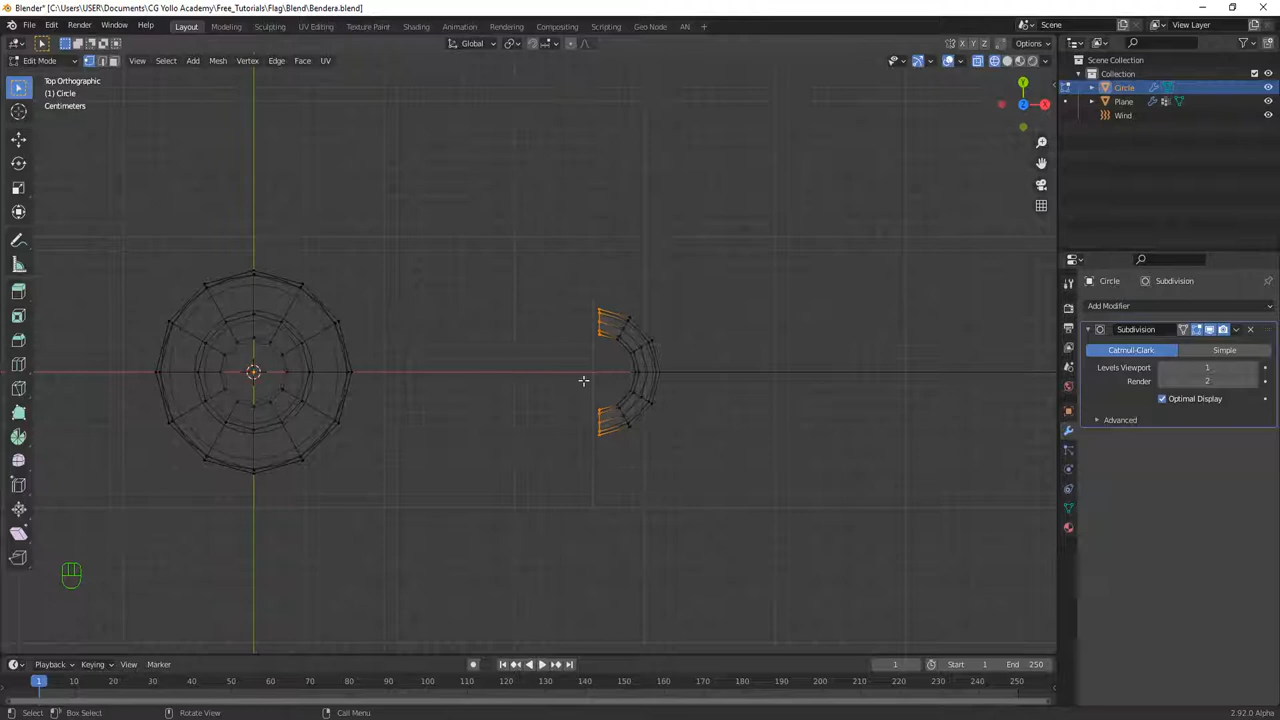 Blender* [C:\Users\USER\Documents\CG Yollo Academy\Free_Tutorials\Flag\Blend\Bendera.blend]
File Edit Render Window Help Layout Modeling Sculpting UV Editing Texture Paint Shading Animation Rendering Compositing Scripting Geo Node AN + Scene View Layer
Global X Y Z Options
Edit Mode View Select Add Mesh Vertex Edge Face UV
Top Orthographic
(1) Circle
Centimeters
Y
Z X
Scene Collection
Collection
Circle
Plane
Wind
Circle Subdivision
Add Modifier
Subdivision
Catmull-Clark Simple
Levels Viewport 1
Render 2
Optimal Display
Advanced
Playback Keying View Marker 1 Start 1 End 250
1 10 20 30 40 50 60 70 80 90 100 110 120 130 140 150 160 170 180 190 200 210 220 230 240 250
Select Box Select Rotate View Call Menu 2.92.0 Alpha